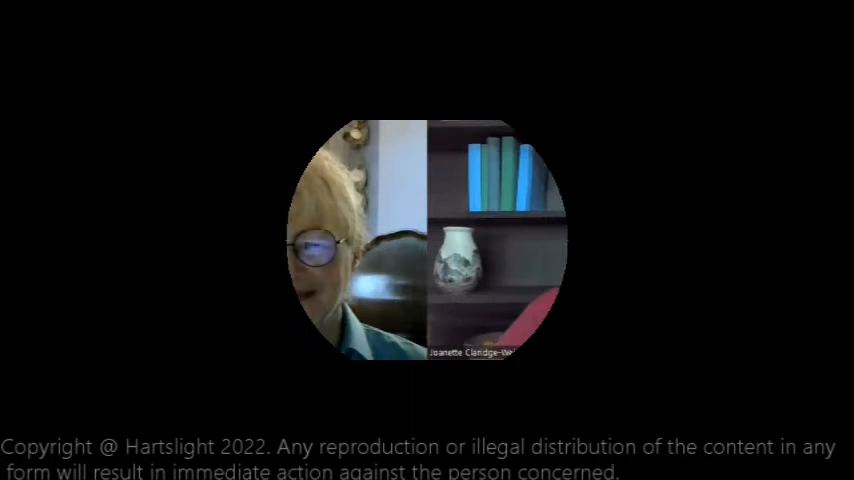 Joanette Claridge-We
Copyright @ Hartslight 2022. Any reproduction or illegal distribution of the content in any
form will result in immediate action against the person concerned.